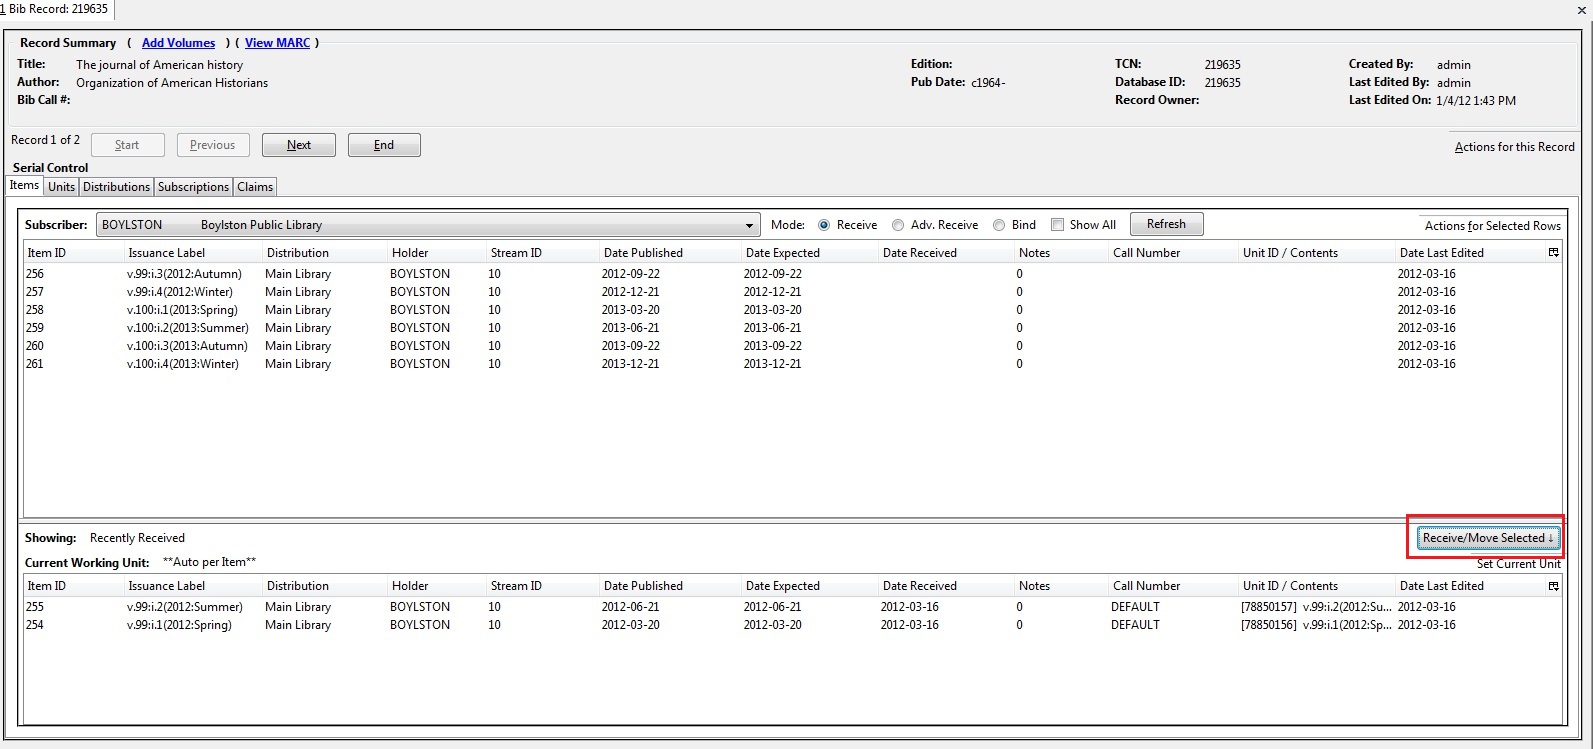 1 Bib Record: 219635
Record Summary ( Add Volumes ) ( View MARC )
Title: The journal of American history Edition: TCN: 219635 Created By: admin
Author: Organization of American Historians Pub Date: c1964- Database ID: 219635 Last Edited By: admin
Bib Call #: Record Owner: Last Edited On: 1/4/12 1:43 PM
Record 1 of 2 Start Previous Next End Actions for this Record
Serial Control
Items Units Distributions Subscriptions Claims
Subscriber: BOYLSTON Boylston Public Library Mode: Receive Adv. Receive Bind Show All Refresh Actions for Selected Rows
Item ID Issuance Label Distribution Holder Stream ID Date Published Date Expected Date Received Notes Call Number Unit ID / Contents Date Last Edited
256 v.99:i.3(2012:Autumn) Main Library BOYLSTON 10 2012-09-22 2012-09-22 0 2012-03-16
257 v.99:i.4(2012:Winter) Main Library BOYLSTON 10 2012-12-21 2012-12-21 0 2012-03-16
258 v.100:i.1(2013:Spring) Main Library BOYLSTON 10 2013-03-20 2013-03-20 0 2012-03-16
259 v.100:i.2(2013:Summer) Main Library BOYLSTON 10 2013-06-21 2013-06-21 0 2012-03-16
260 v.100:i.3(2013:Autumn) Main Library BOYLSTON 10 2013-09-22 2013-09-22 0 2012-03-16
261 v.100:i.4(2013:Winter) Main Library BOYLSTON 10 2013-12-21 2013-12-21 0 2012-03-16
Showing: Recently Received Receive/Move Selected ↓
Current Working Unit: **Auto per Item** Set Current Unit
Item ID Issuance Label Distribution Holder Stream ID Date Published Date Expected Date Received Notes Call Number Unit ID / Contents Date Last Edited
255 v.99:i.2(2012:Summer) Main Library BOYLSTON 10 2012-06-21 2012-06-21 2012-03-16 0 DEFAULT [78850157] v.99:i.2(2012:Su... 2012-03-16
254 v.99:i.1(2012:Spring) Main Library BOYLSTON 10 2012-03-20 2012-03-20 2012-03-16 0 DEFAULT [78850156] v.99:i.1(2012:Sp... 2012-03-16